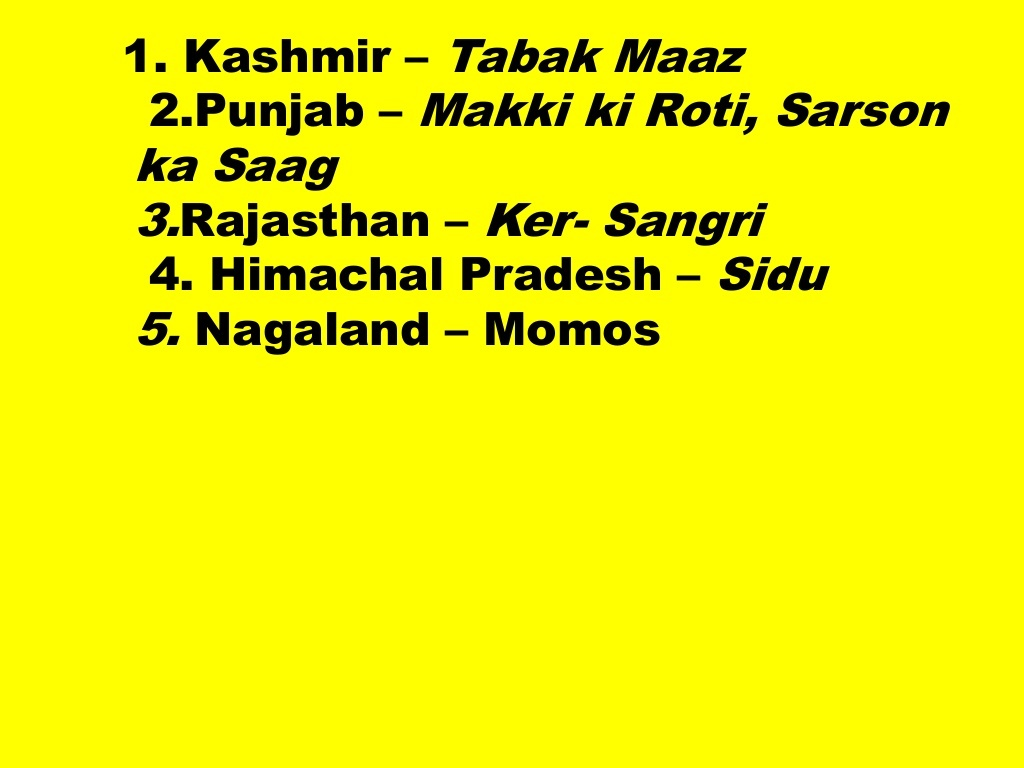 1. Kashmir – Tabak Maaz
2.Punjab – Makki ki Roti, Sarson
ka Saag
3.Rajasthan – Ker- Sangri
4. Himachal Pradesh – Sidu
5. Nagaland – Momos